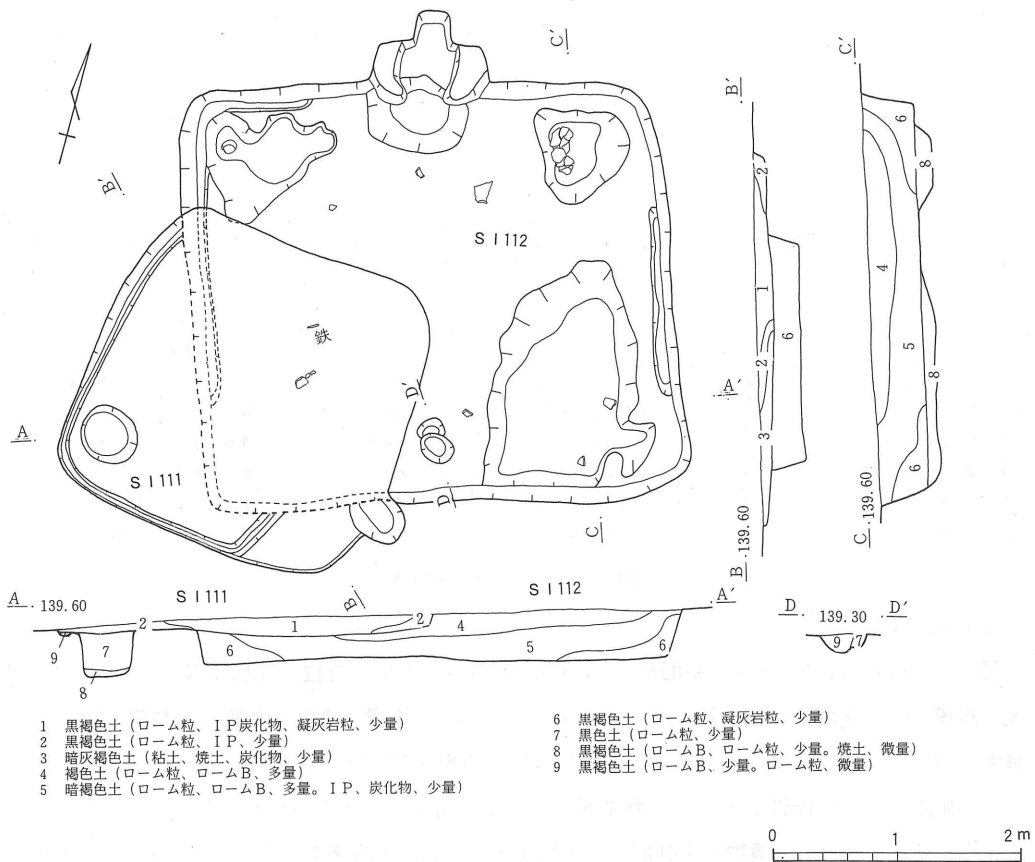 C′
B′
C′
B′
6
8
2
S I 112
4
1
6
鉄
5
2
8
D′
A′
A
3
6
S I 111
D
139.60
C
139.60
C
B
S I 111
B
S I 112
A 139.60
A′
D 139.30 D′
2
1
2
4
9
7
6
5
6
9
7
8
1 黒褐色土（ローム粒、ＩＰ炭化物、凝灰岩粒、少量）
2 黒褐色土（ローム粒、ＩＰ、少量）
3 暗灰褐色土（粘土、焼土、炭化物、少量）
4 褐色土（ローム粒、ロームＢ、多量）
5 暗褐色土（ローム粒、ロームＢ、多量。ＩＰ、炭化物、少量）
6 黒褐色土（ローム粒、凝灰岩粒、少量）
7 黒色土（ローム粒、少量）
8 黒褐色土（ロームＢ、ローム粒、少量。焼土、微量）
9 黒褐色土（ロームＢ、少量。ローム粒、微量）
0 1 2 m